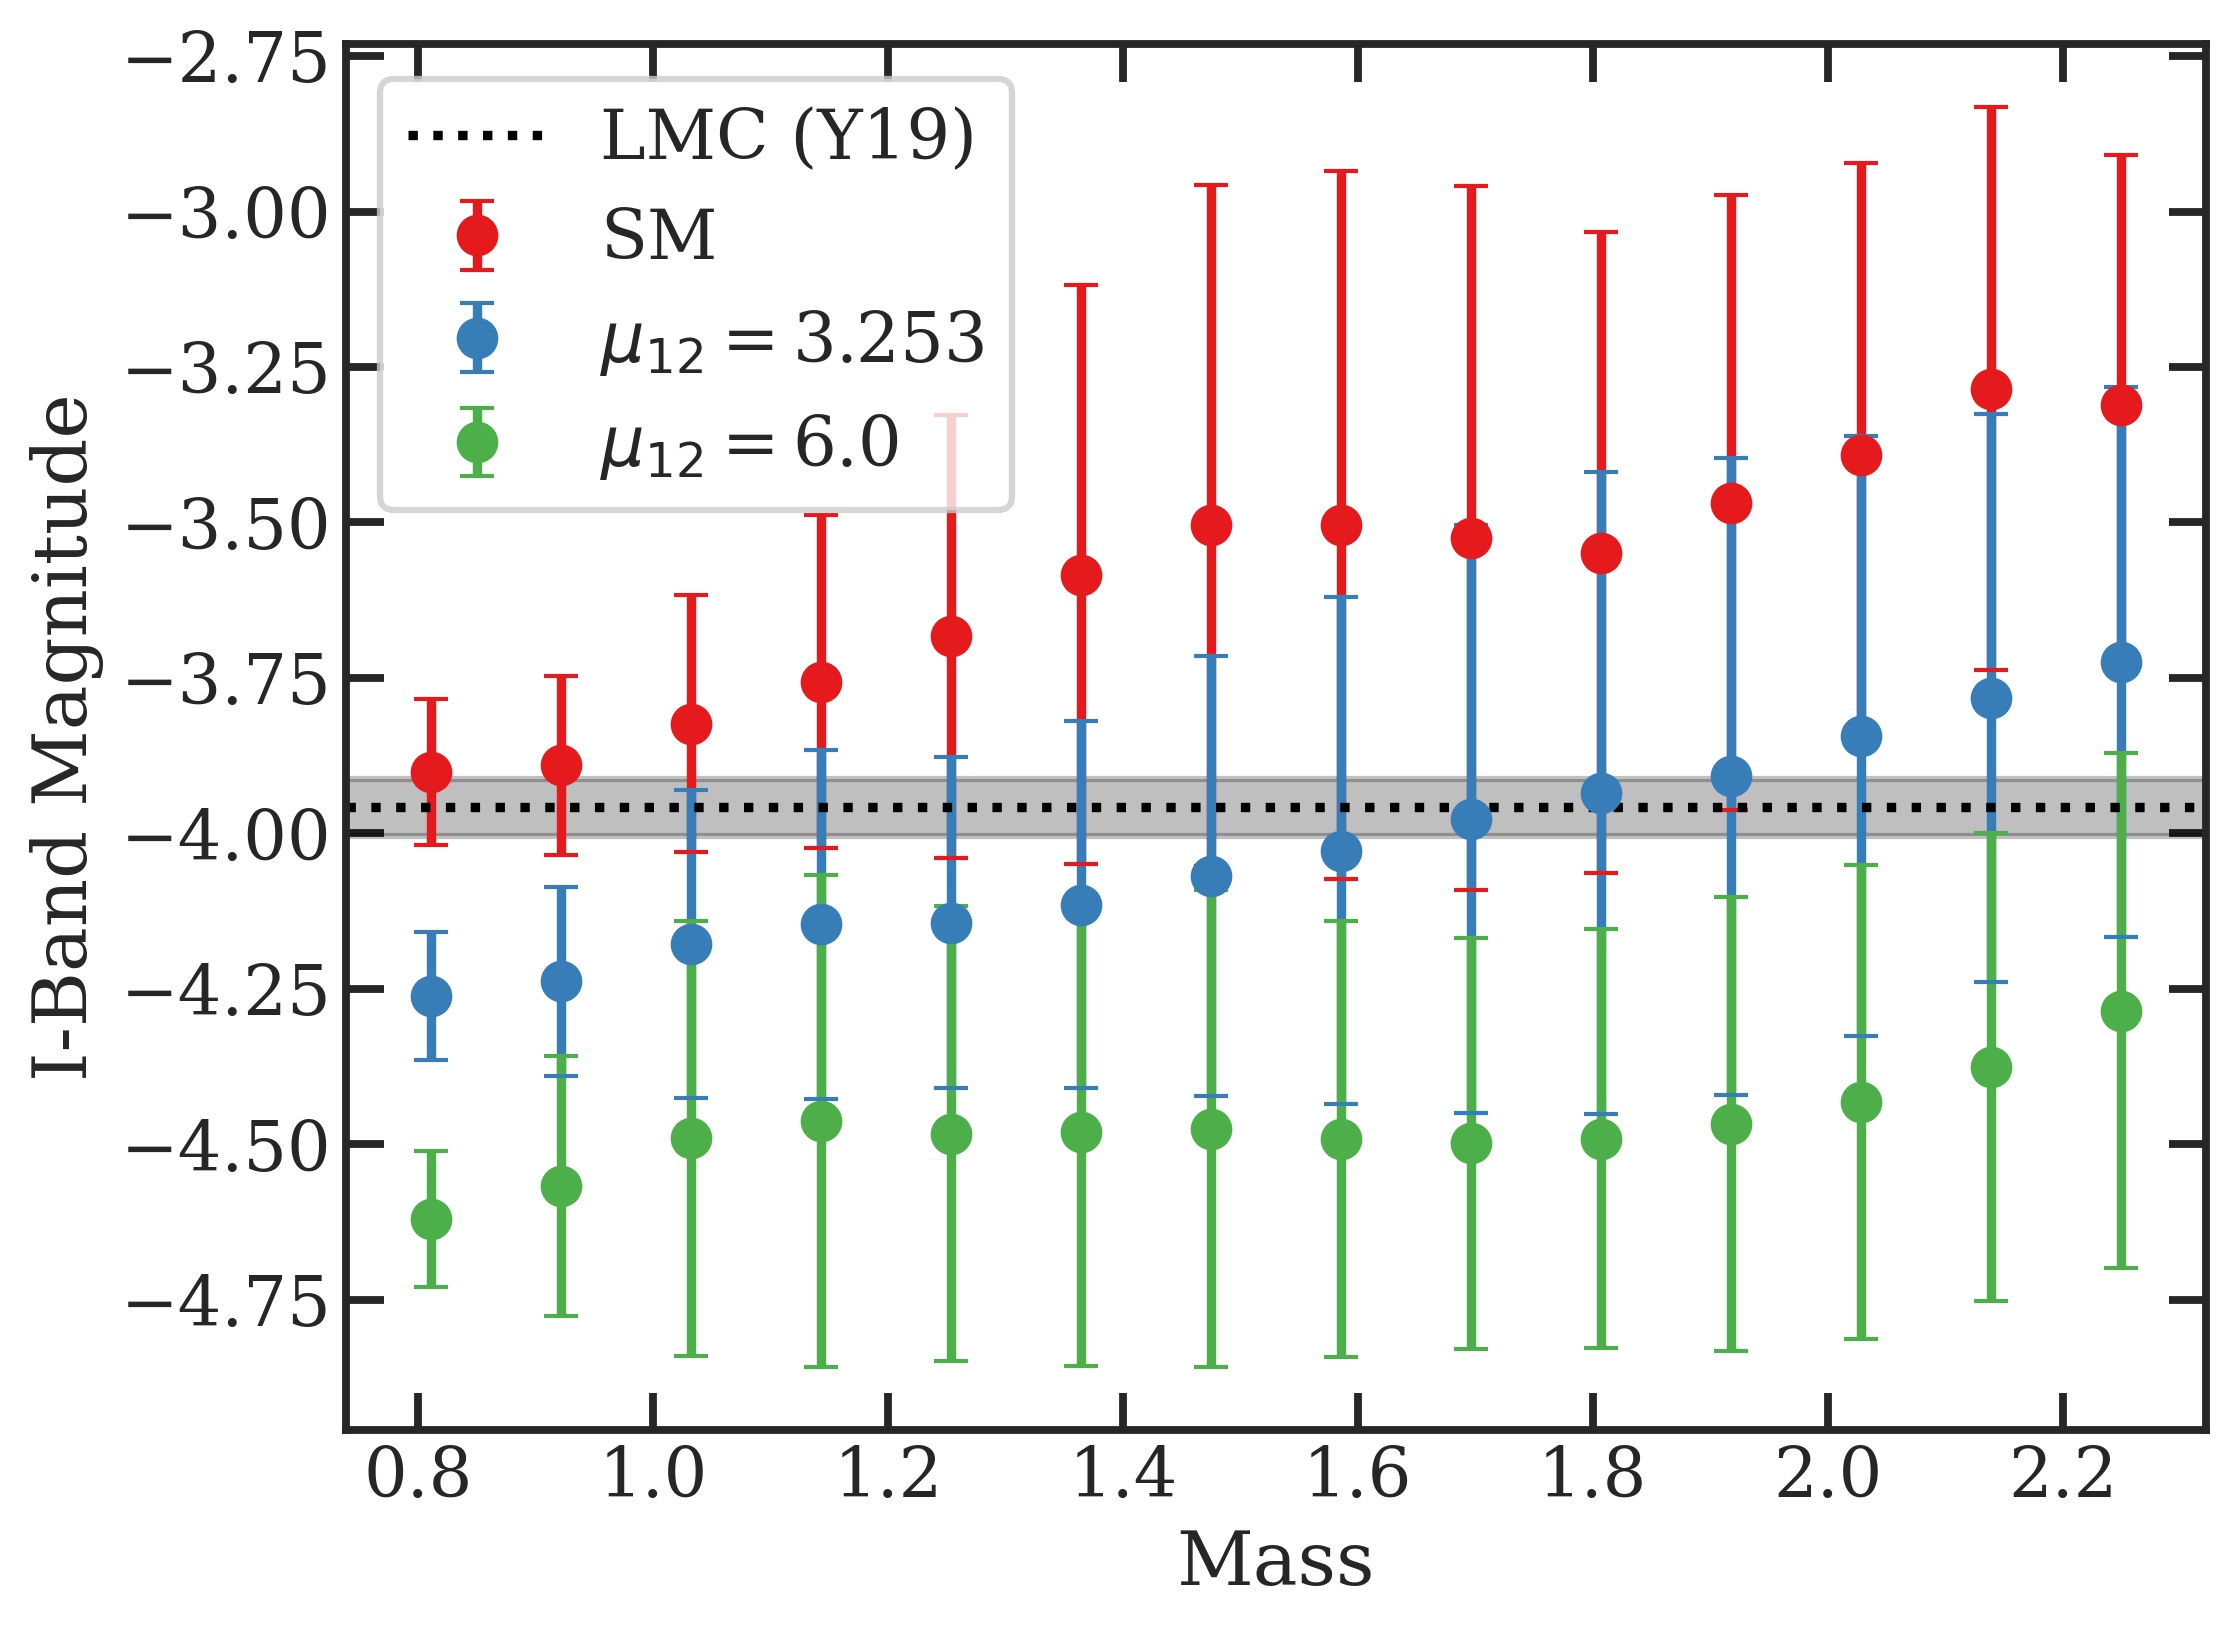 I-Band Magnitude
−2.75
−3.00
−3.25
−3.50
−3.75
−4.00
−4.25
−4.50
−4.75
LMC (Y19)
SM
μ₁₂ = 3.253
μ₁₂ = 6.0
0.8 1.0 1.2 1.4 1.6 1.8 2.0 2.2
Mass